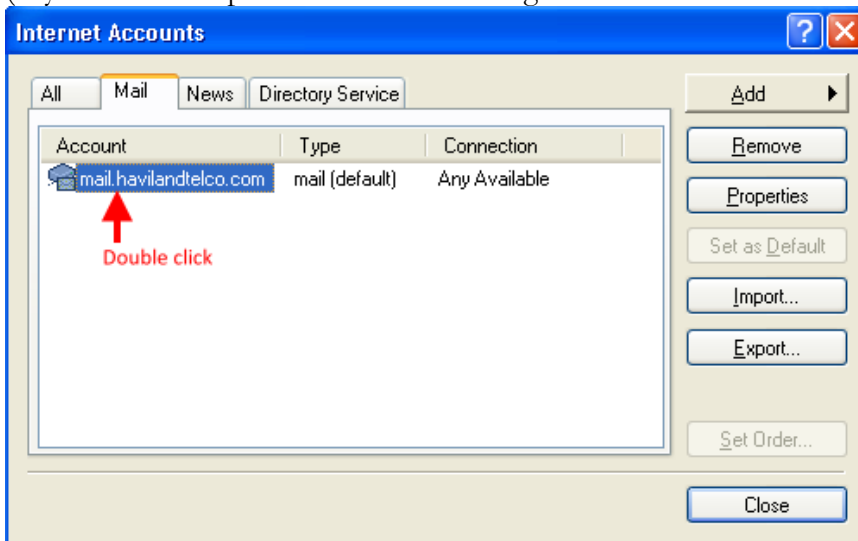 Internet Accounts
All Mail News Directory Service
Account Type Connection
mail.havilandtelco.com mail (default) Any Available
Double click
Add
Remove
Properties
Set as Default
Import...
Export...
Set Order...
Close